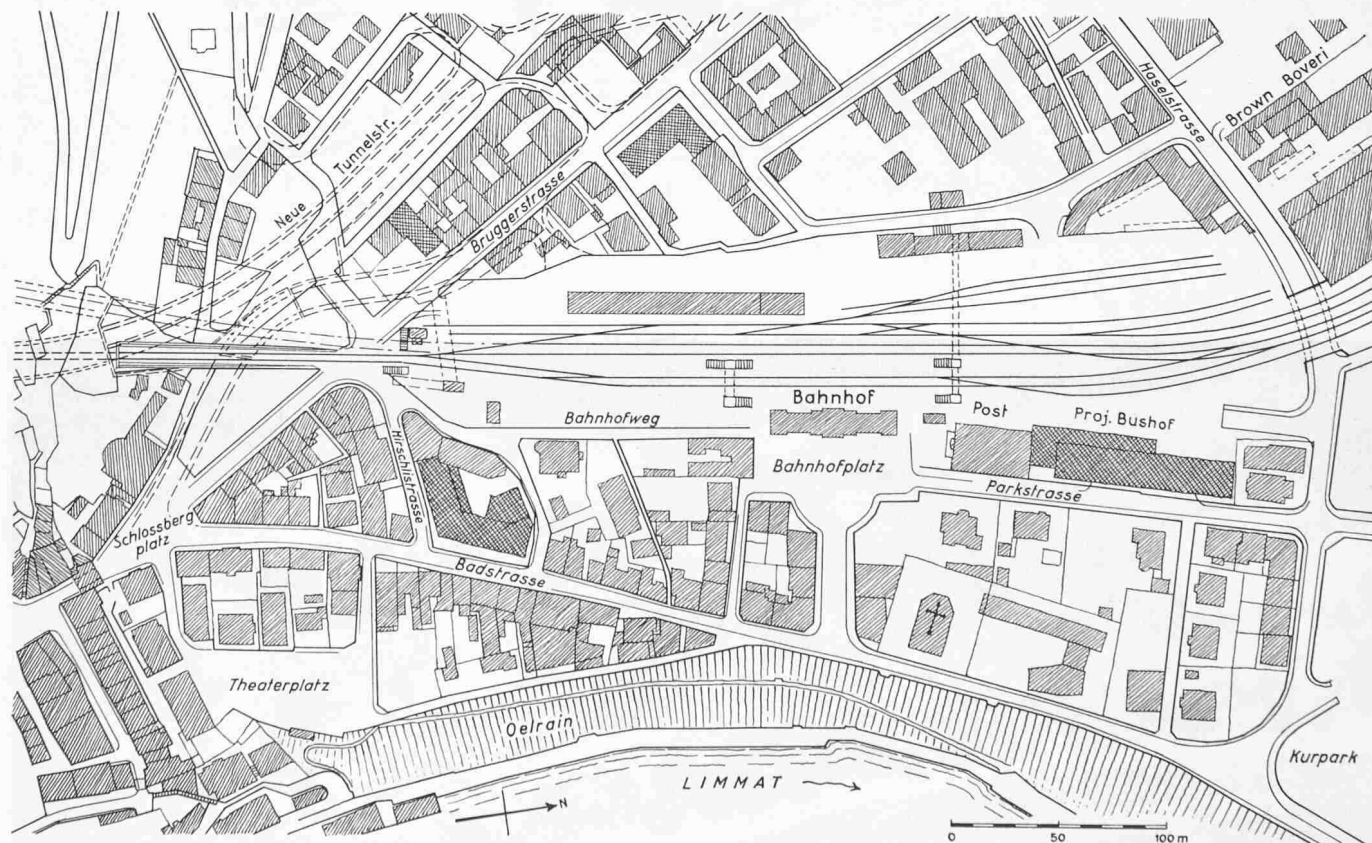 Haselstrasse
Brown Boveri
Neue Tunnelstr.
Bruggerstrasse
Bahnhof
Post
Proj. Bushof
Bahnhofweg
Hirschlistrasse
Bahnhofplatz
Parkstrasse
Schlossberg
platz
Badstrasse
Theaterplatz
Oelrain
LIMMAT
Kurpark
N
0 50 100 m